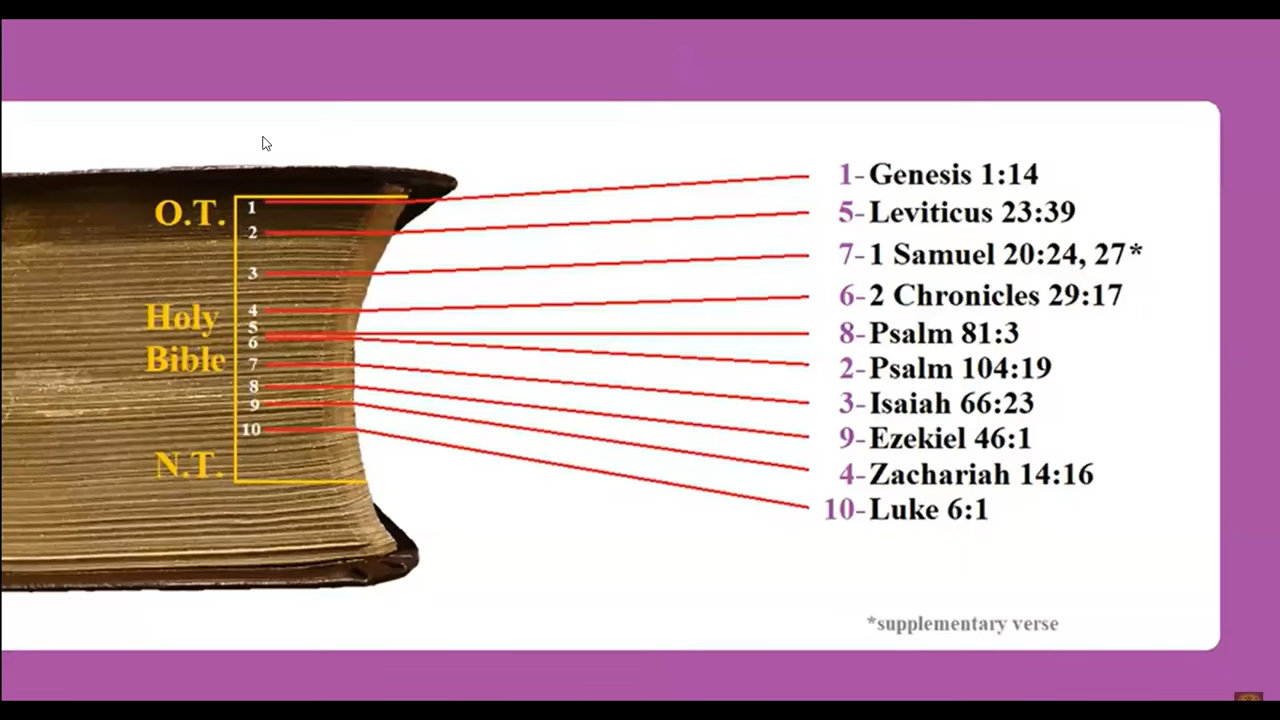 O.T.
Holy
Bible
N.T.
1
2
3
4
5
6
7
8
9
10
1-Genesis 1:14
5-Leviticus 23:39
7-1 Samuel 20:24, 27*
6-2 Chronicles 29:17
8-Psalm 81:3
2-Psalm 104:19
3-Isaiah 66:23
9-Ezekiel 46:1
4-Zachariah 14:16
10-Luke 6:1
*supplementary verse